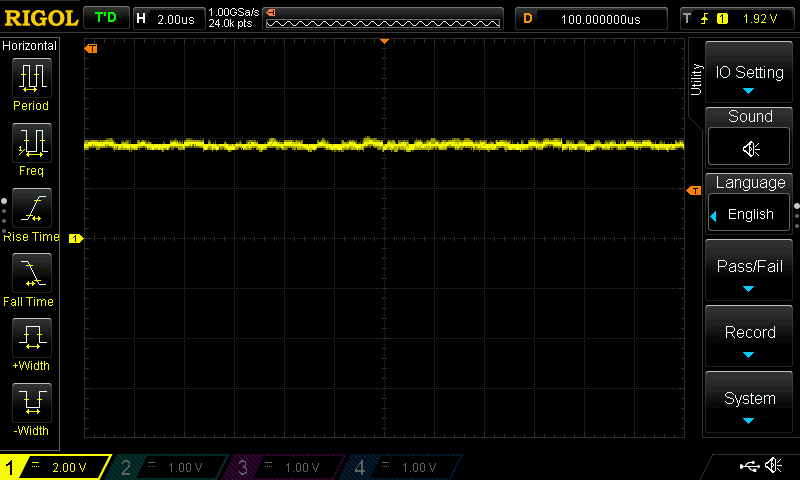 RIGOL T'D H 2.00us 1.00GSa/s 24.0k pts D 100.000000us T 1 1.92 V
Horizontal
Period
Freq
Rise Time
Fall Time
+Width
-Width
T
T
1
Utility
IO Setting
Sound
Language
English
Pass/Fail
Record
System
1 2.00 V 2 1.00 V 3 1.00 V 4 1.00 V